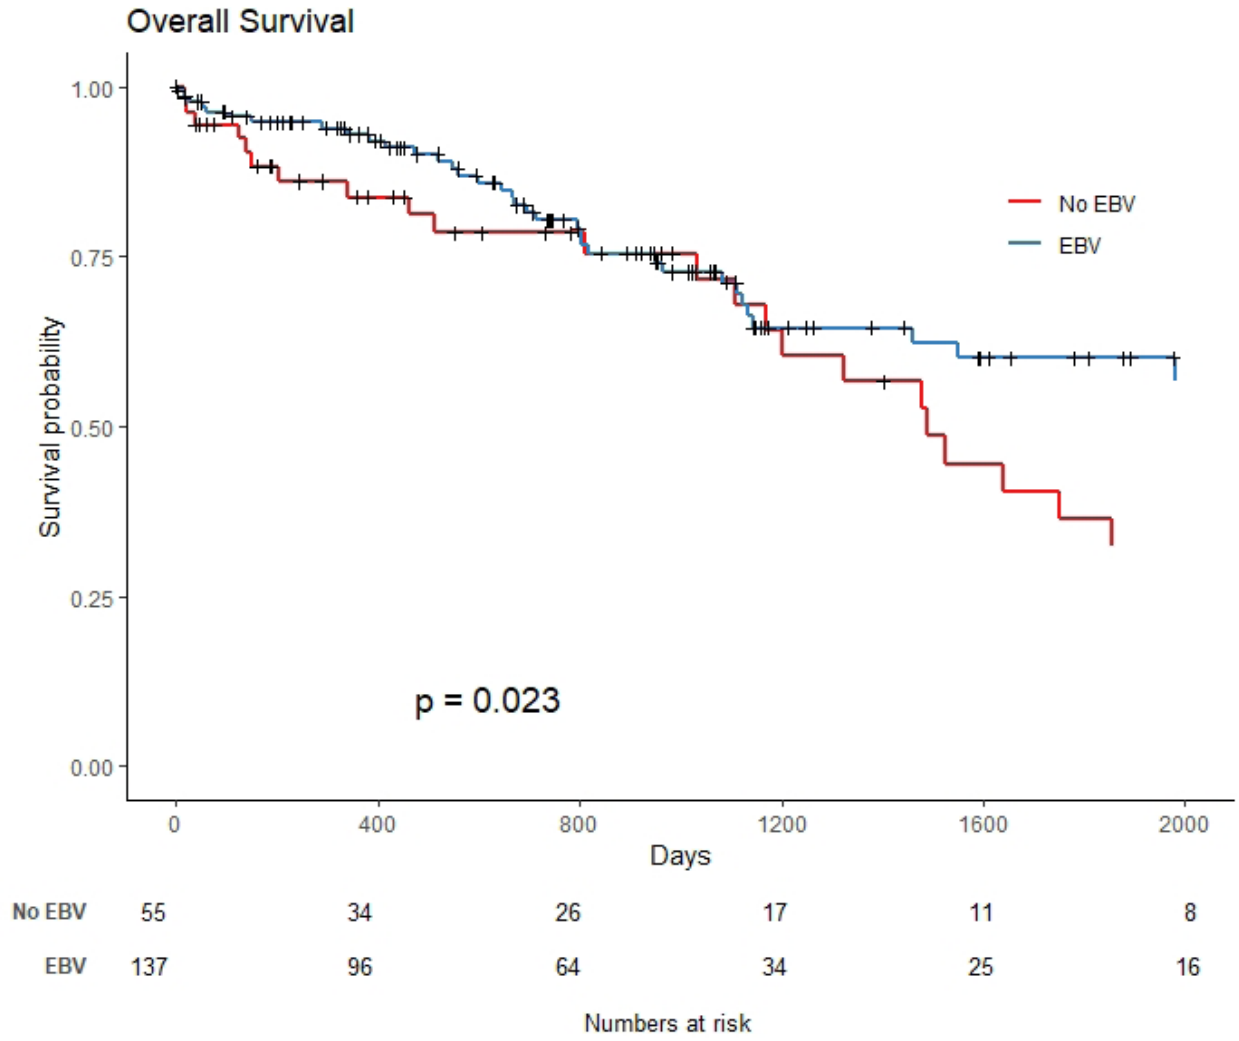 Overall Survival
1.00
0.75
0.50
0.25
0.00
Survival probability
No EBV
EBV
p = 0.023
0 400 800 1200 1600 2000
Days
No EBV 55 34 26 17 11 8
EBV 137 96 64 34 25 16
Numbers at risk